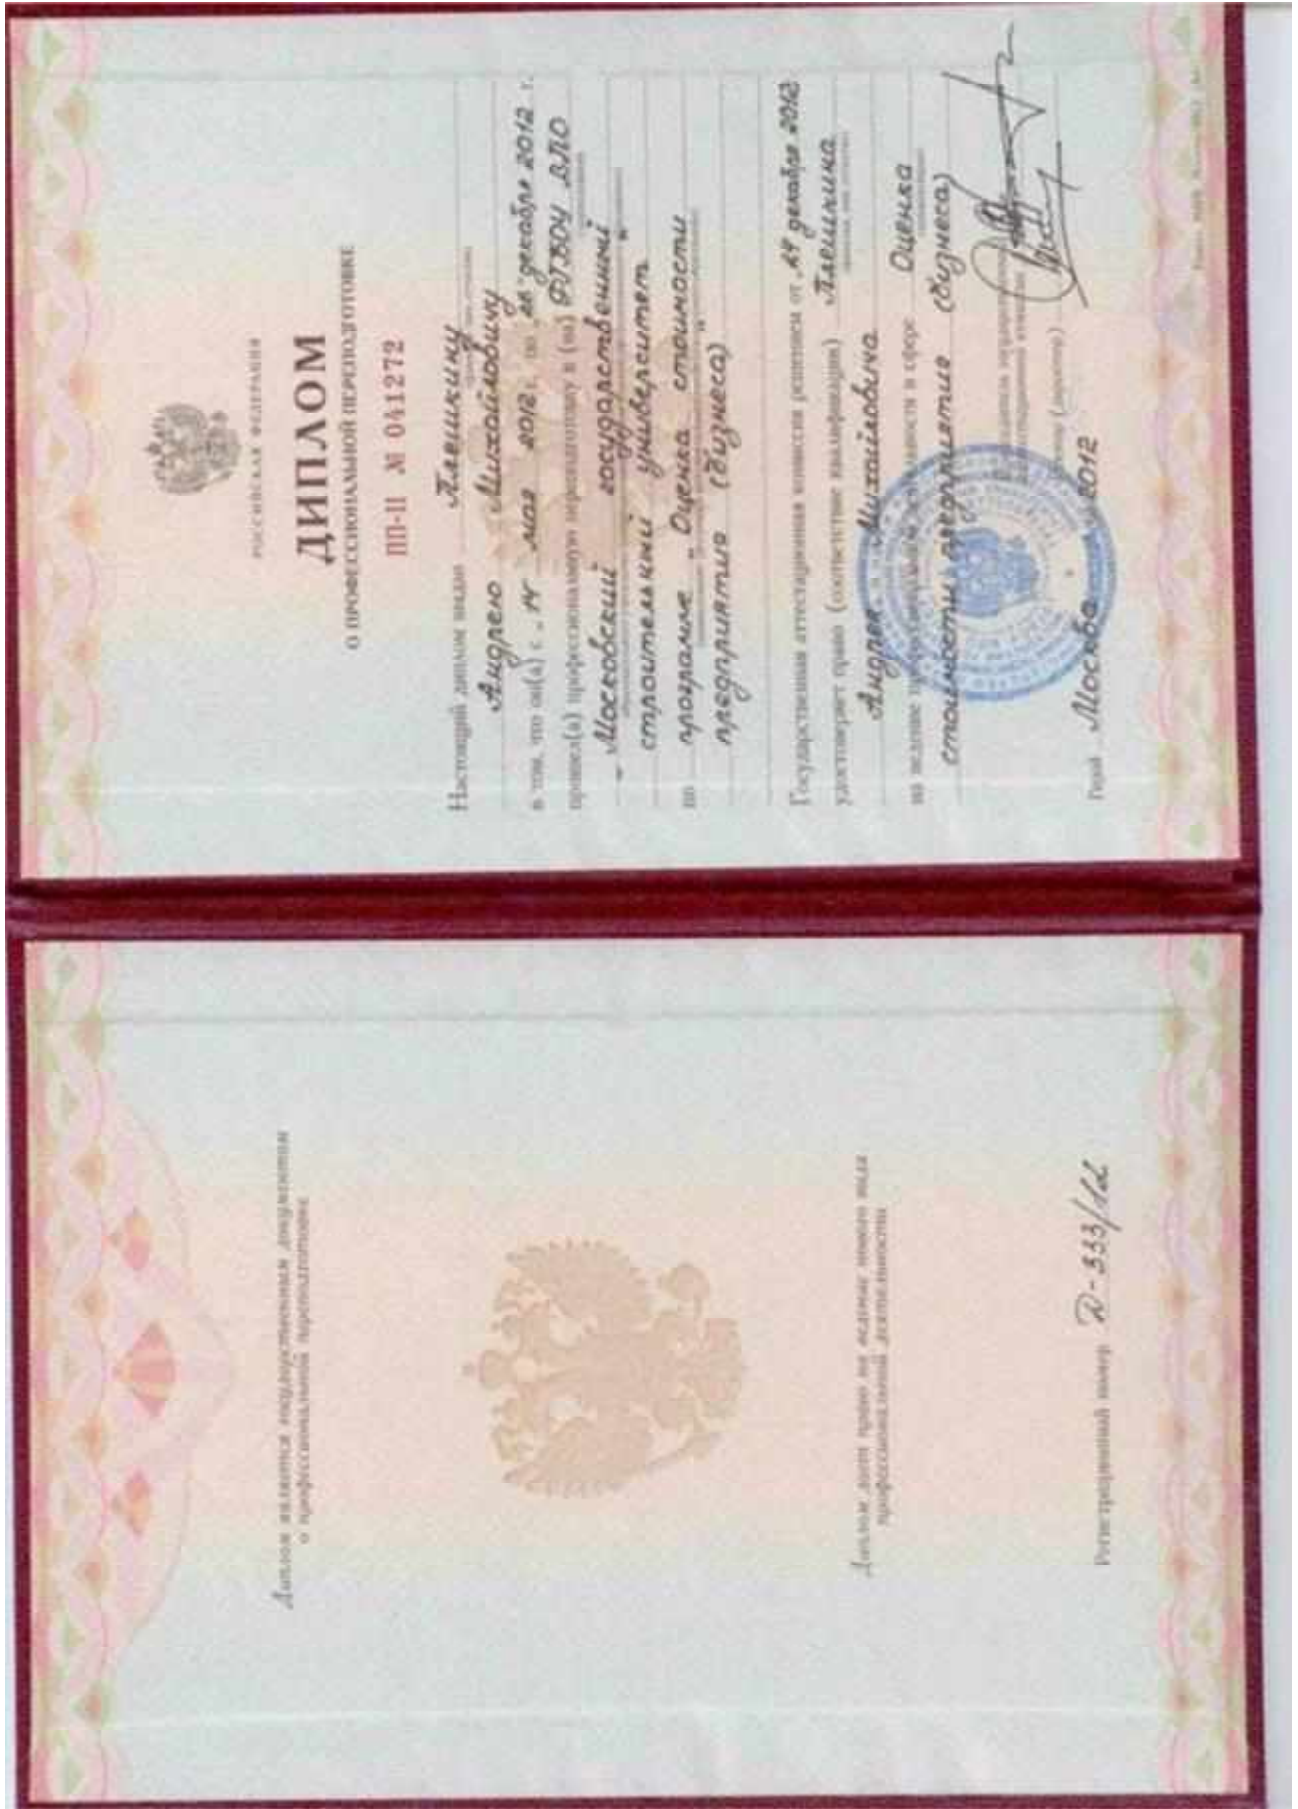 Диплом является государственным документом
о профессиональной переподготовке
Диплом дает право на ведение нового вида
профессиональной деятельности
Регистрационный номер Д-333/12
РОССИЙСКАЯ ФЕДЕРАЦИЯ
ДИПЛОМ
О ПРОФЕССИОНАЛЬНОЙ ПЕРЕПОДГОТОВКЕ
ПП-II № 041272
Настоящий диплом выдан Плешкину
Андрею Михайловичу
в том, что он(а) с „14 мая 2012 г. по декабря 2012 г.
прошел(а) профессиональную переподготовку в (на) ФГБОУ ВПО
„Московский государственный
строительный университет"
по программе „Оценка стоимости
предприятия (бизнеса)"
Государственная аттестационная комиссия решением от декабря 2012
удостоверяет право (соответствие квалификации) Плешкина
Андрея Михайловича
на ведение профессиональной деятельности в сфере Оценка
стоимости предприятия (бизнеса)
Город Москва 2012